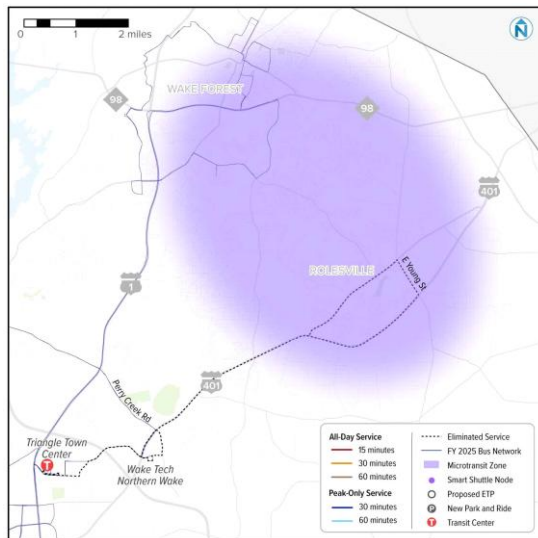 0 1 2 miles
N
WAKE FOREST
98
98
401
ROLESVILLE
E Young St
1
401
Perry Creek Rd
Triangle Town
Center
T
Wake Tech
Northern Wake
All-Day Service
15 minutes
30 minutes
60 minutes
Peak-Only Service
30 minutes
60 minutes
Eliminated Service
FY 2025 Bus Network
Microtransit Zone
Smart Shuttle Node
Proposed ETP
P New Park and Ride
T Transit Center